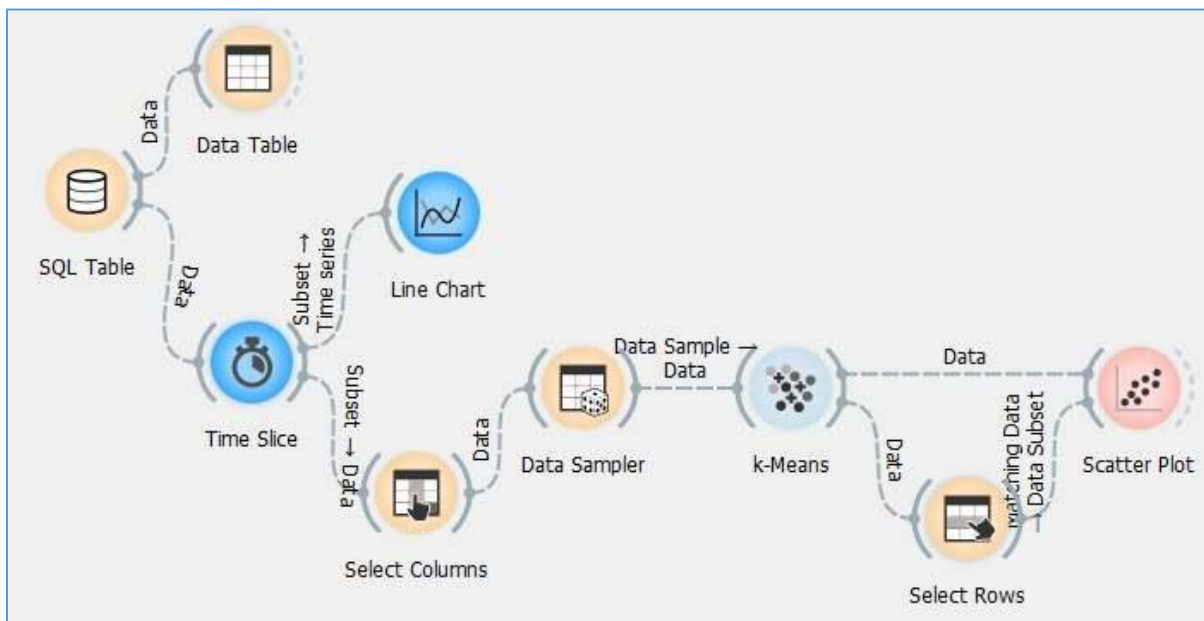 Data
Data Table
SQL Table
Data
Subset →
Time series
Line Chart
Time Slice
Subset → Data
Select Columns
Data
Data Sampler
Data Sample →
Data
k-Means
Data
Data
Select Rows
Matching Data
→ Data Subset
Scatter Plot